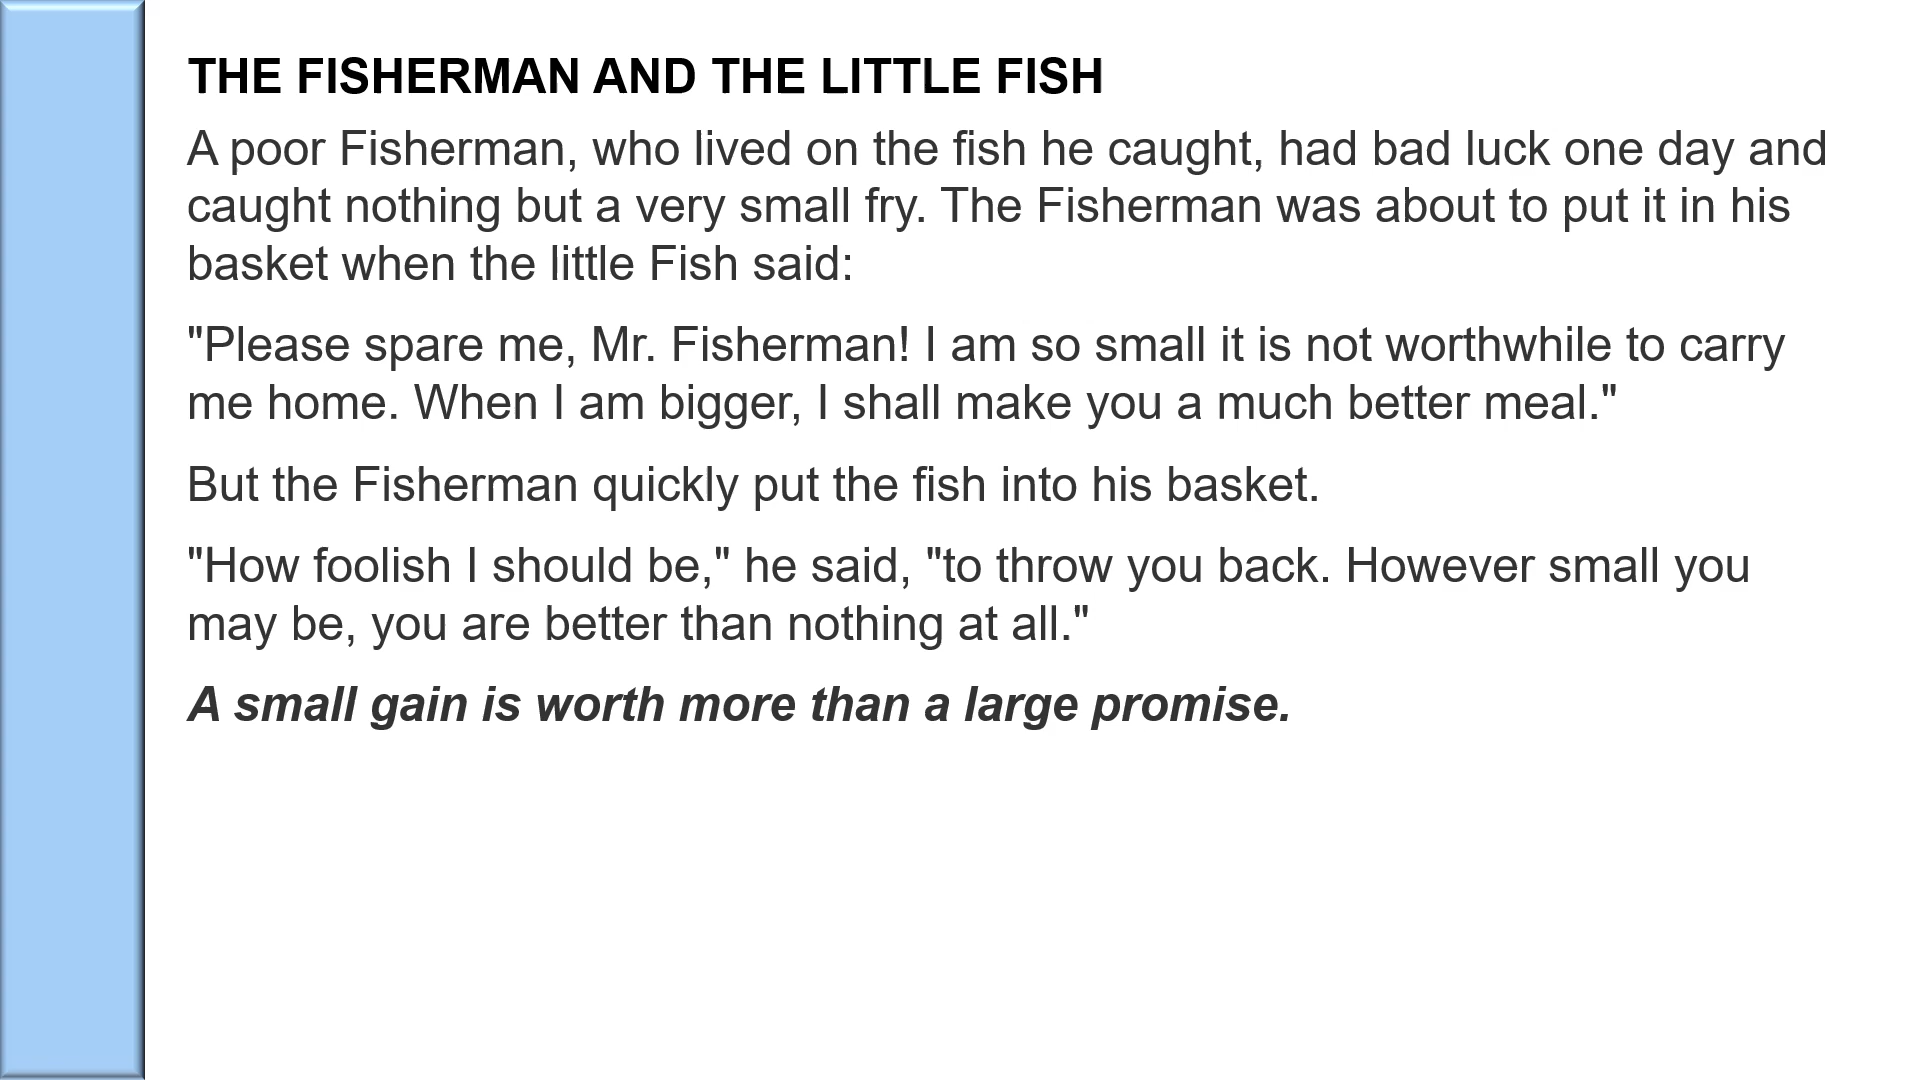 THE FISHERMAN AND THE LITTLE FISH
A poor Fisherman, who lived on the fish he caught, had bad luck one day and
caught nothing but a very small fry. The Fisherman was about to put it in his
basket when the little Fish said:
"Please spare me, Mr. Fisherman! I am so small it is not worthwhile to carry
me home. When I am bigger, I shall make you a much better meal."
But the Fisherman quickly put the fish into his basket.
"How foolish I should be," he said, "to throw you back. However small you
may be, you are better than nothing at all."
A small gain is worth more than a large promise.